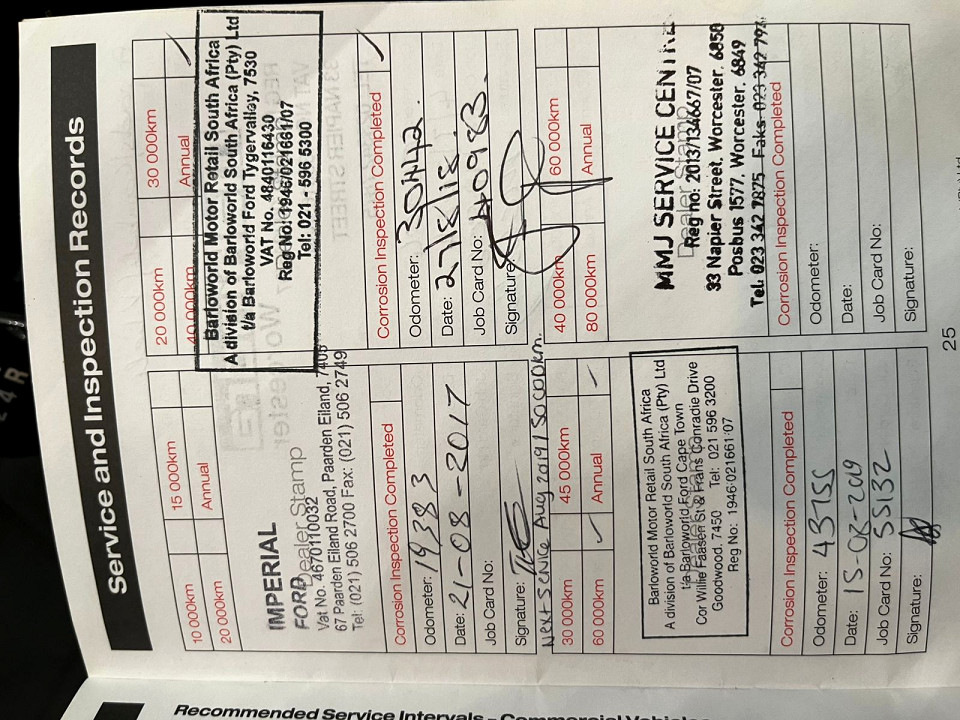 Service and Inspection Records
10 000km 15 000km
20 000km Annual
IMPERIAL
FORD Dealer Stamp
Vat No. 4670110032
67 Paarden Eiland Road, Paarden Eiland, 7405
Tel: (021) 506 2700 Fax: (021) 506 2749
Corrosion Inspection Completed
Odometer: 19383
Date: 21-08-2017
Job Card No:
Signature:
20 000km 30 000km
40 000km Annual
Barloworld Motor Retail South Africa
A division of Barloworld South Africa (Pty) Ltd
t/a Barloworld Ford Tygervalley, 7530
VAT No. 4840116430
Reg No: 1946/021661/07
Tel: 021 - 596 5300
Corrosion Inspection Completed
Odometer: 30442.
Date: 27/8/18.
Job Card No: 409983.
Signature:
Next Service Aug 2019 / 50 000km.
30 000km 45 000km
60 000km Annual
Barloworld Motor Retail South Africa
A division of Barloworld South Africa (Pty) Ltd
t/a Barloworld Ford Cape Town
Cor Willie Faasen St & Frans Conradie Drive
Goodwood. 7450 Tel: 021 596 3200
Reg No: 1946·021661·07
Corrosion Inspection Completed
Odometer: 43155
Date: 15-08-2019
Job Card No: 55132
Signature:
40 000km 60 000km
80 000km Annual
MMJ SERVICE CENTRE
Dealer Stamp
Reg no: 2013/134667/07
33 Napier Street, Worcester, 6850
Posbus 1577, Worcester, 6849
Tel: 023 342 7875 Faks: 023 342 797
Corrosion Inspection Completed
Odometer:
Date:
Job Card No:
Signature:
25
Recommended Service Intervals – Commercial Vehicles